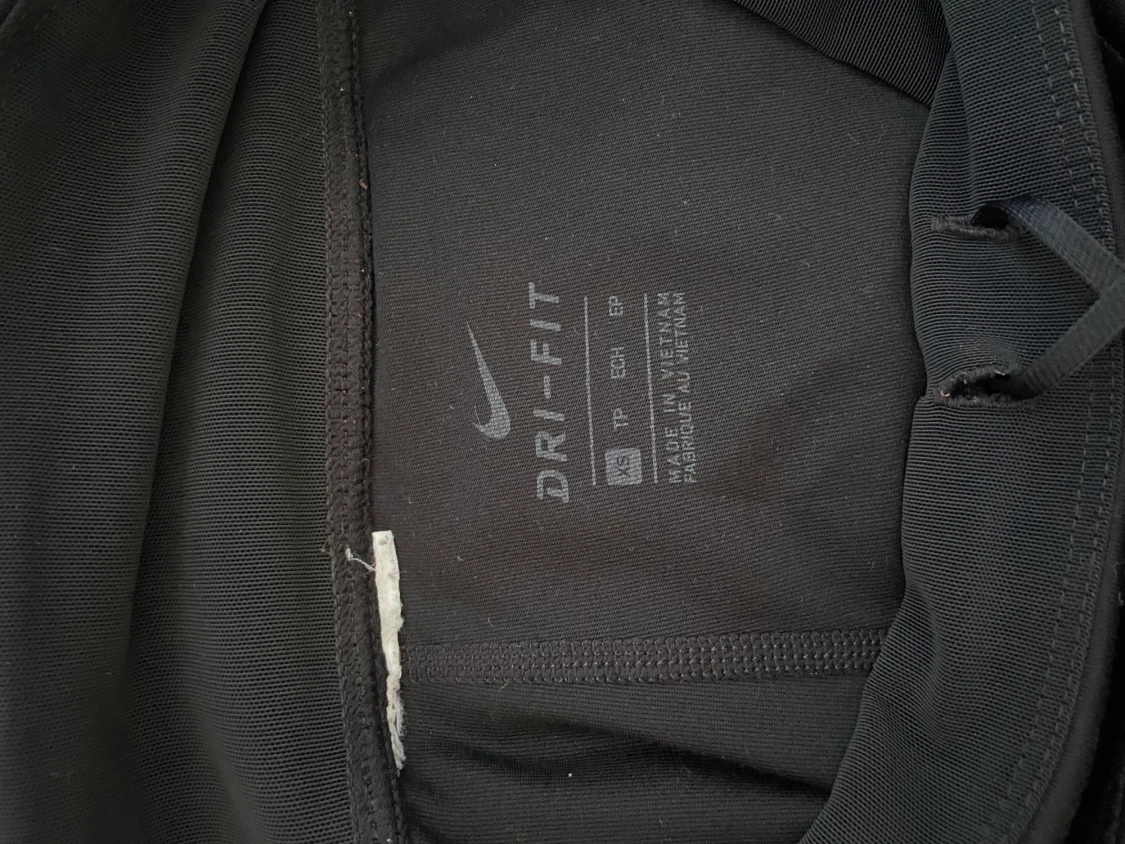 DRI-FIT
XS TP ECH EP
MADE IN VIETNAM
FABRIQUE AU VIETNAM